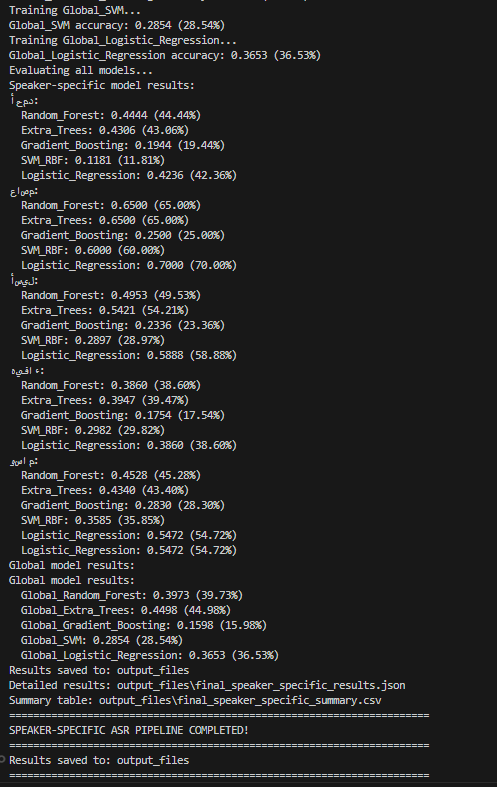 Training Global_SVM...
Global_SVM accuracy: 0.2854 (28.54%)
Training Global_Logistic_Regression...
Global_Logistic_Regression accuracy: 0.3653 (36.53%)
Evaluating all models...
Speaker-specific model results:
أحمد:
Random_Forest: 0.4444 (44.44%)
Extra_Trees: 0.4306 (43.06%)
Gradient_Boosting: 0.1944 (19.44%)
SVM_RBF: 0.1181 (11.81%)
Logistic_Regression: 0.4236 (42.36%)
عاصم:
Random_Forest: 0.6500 (65.00%)
Extra_Trees: 0.6500 (65.00%)
Gradient_Boosting: 0.2500 (25.00%)
SVM_RBF: 0.6000 (60.00%)
Logistic_Regression: 0.7000 (70.00%)
أسيل:
Random_Forest: 0.4953 (49.53%)
Extra_Trees: 0.5421 (54.21%)
Gradient_Boosting: 0.2336 (23.36%)
SVM_RBF: 0.2897 (28.97%)
Logistic_Regression: 0.5888 (58.88%)
هيفاء:
Random_Forest: 0.3860 (38.60%)
Extra_Trees: 0.3947 (39.47%)
Gradient_Boosting: 0.1754 (17.54%)
SVM_RBF: 0.2982 (29.82%)
Logistic_Regression: 0.3860 (38.60%)
وسام:
Random_Forest: 0.4528 (45.28%)
Extra_Trees: 0.4340 (43.40%)
Gradient_Boosting: 0.2830 (28.30%)
SVM_RBF: 0.3585 (35.85%)
Logistic_Regression: 0.5472 (54.72%)
Logistic_Regression: 0.5472 (54.72%)
Global model results:
Global model results:
Global_Random_Forest: 0.3973 (39.73%)
Global_Extra_Trees: 0.4498 (44.98%)
Global_Gradient_Boosting: 0.1598 (15.98%)
Global_SVM: 0.2854 (28.54%)
Global_Logistic_Regression: 0.3653 (36.53%)
Results saved to: output_files
Detailed results: output_files\final_speaker_specific_results.json
Summary table: output_files\final_speaker_specific_summary.csv
======================================================================
SPEAKER-SPECIFIC ASR PIPELINE COMPLETED!
======================================================================
Results saved to: output_files
======================================================================